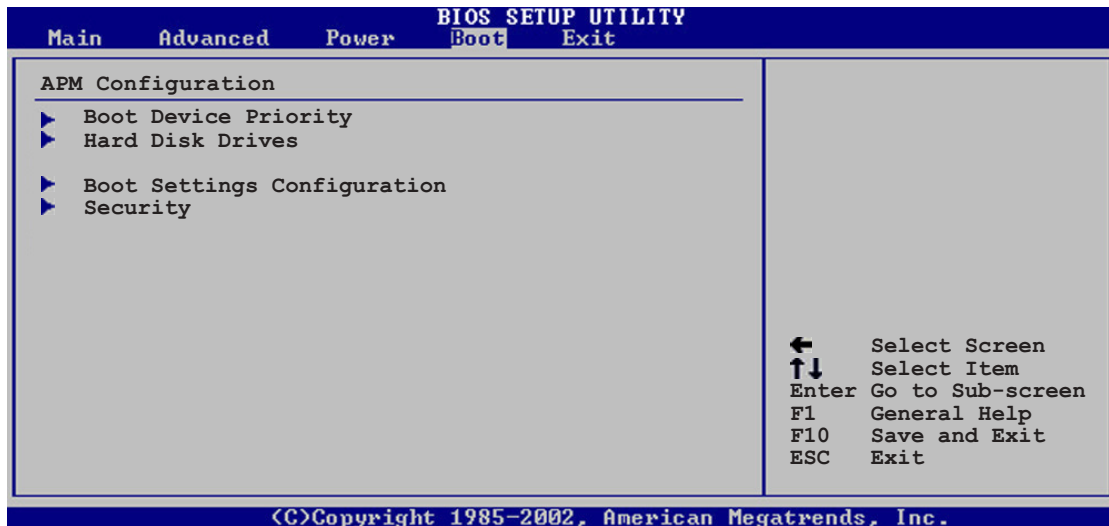 BIOS SETUP UTILITY
Main Advanced Power Boot Exit
APM Configuration
Boot Device Priority
Hard Disk Drives
Boot Settings Configuration
Security
← Select Screen
↑↓ Select Item
Enter Go to Sub-screen
F1 General Help
F10 Save and Exit
ESC Exit
(C)Copyright 1985-2002, American Megatrends, Inc.